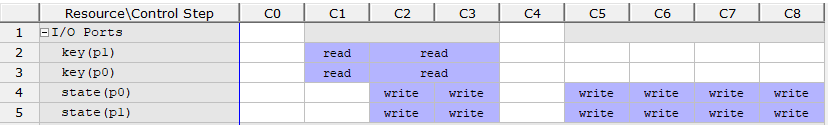 Resource\Control Step C0 C1 C2 C3 C4 C5 C6 C7 C8
1 I/O Ports
2 key(p1) read read
3 key(p0) read read
4 state(p0) write write write write write write
5 state(p1) write write write write write write